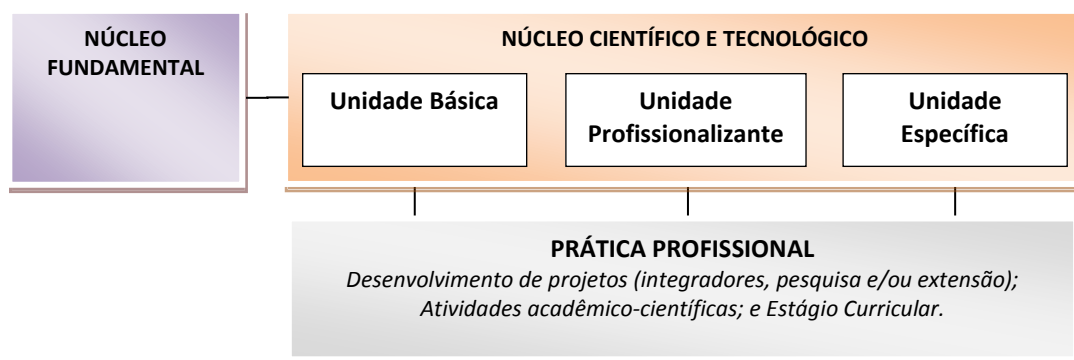 NÚCLEO
FUNDAMENTAL
NÚCLEO CIENTÍFICO E TECNOLÓGICO
Unidade Básica
Unidade
Profissionalizante
Unidade
Específica
PRÁTICA PROFISSIONAL
Desenvolvimento de projetos (integradores, pesquisa e/ou extensão);
Atividades acadêmico-científicas; e Estágio Curricular.